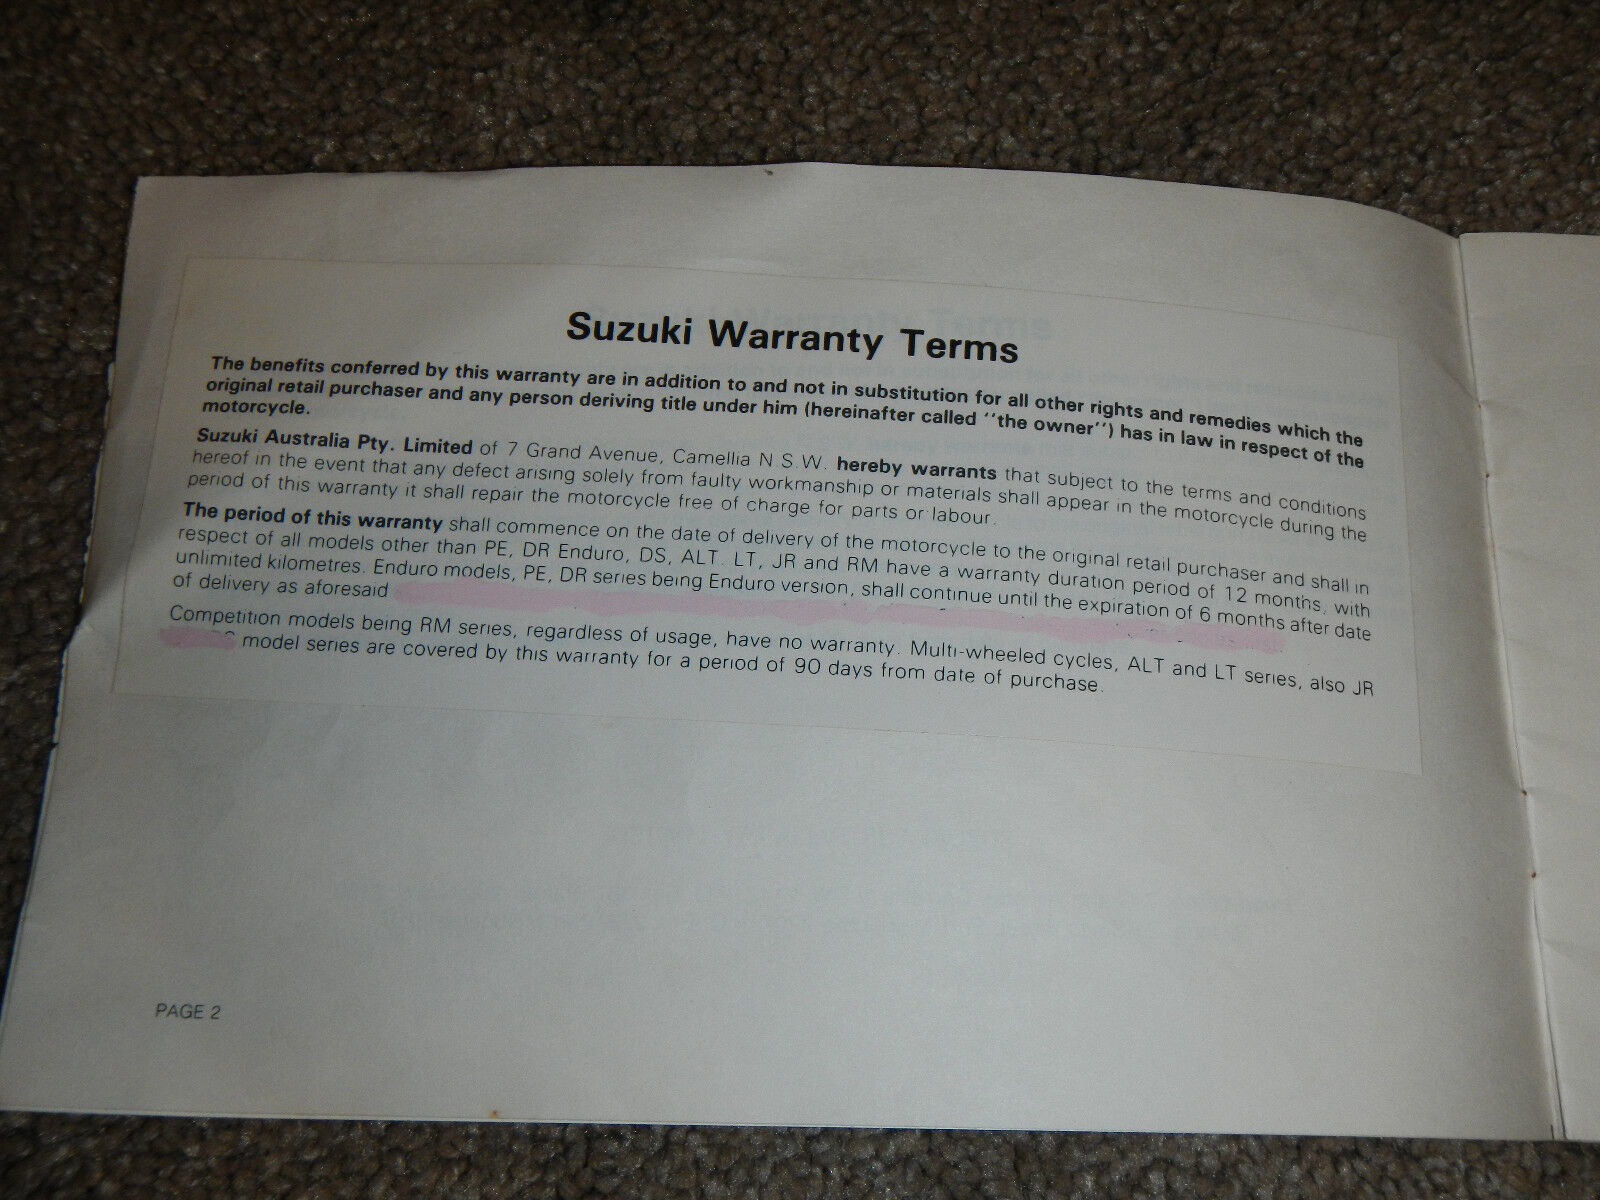 Suzuki Warranty Terms
The benefits conferred by this warranty are in addition to and not in substitution for all other rights and remedies which the
original retail purchaser and any person deriving title under him (hereinafter called "the owner") has in law in respect of the
motorcycle.
Suzuki Australia Pty. Limited of 7 Grand Avenue, Camellia N.S.W. hereby warrants that subject to the terms and conditions
hereof in the event that any defect arising solely from faulty workmanship or materials shall appear in the motorcycle during the
period of this warranty it shall repair the motorcycle free of charge for parts or labour.
The period of this warranty shall commence on the date of delivery of the motorcycle to the original retail purchaser and shall in
respect of all models other than PE, DR Enduro, DS, ALT. LT, JR and RM have a warranty duration period of 12 months, with
unlimited kilometres. Enduro models, PE, DR series being Enduro version, shall continue until the expiration of 6 months after date
of delivery as aforesaid
Competition models being RM series, regardless of usage, have no warranty. Multi-wheeled cycles, ALT and LT series, also JR
model series are covered by this warranty for a period of 90 days from date of purchase.
PAGE 2